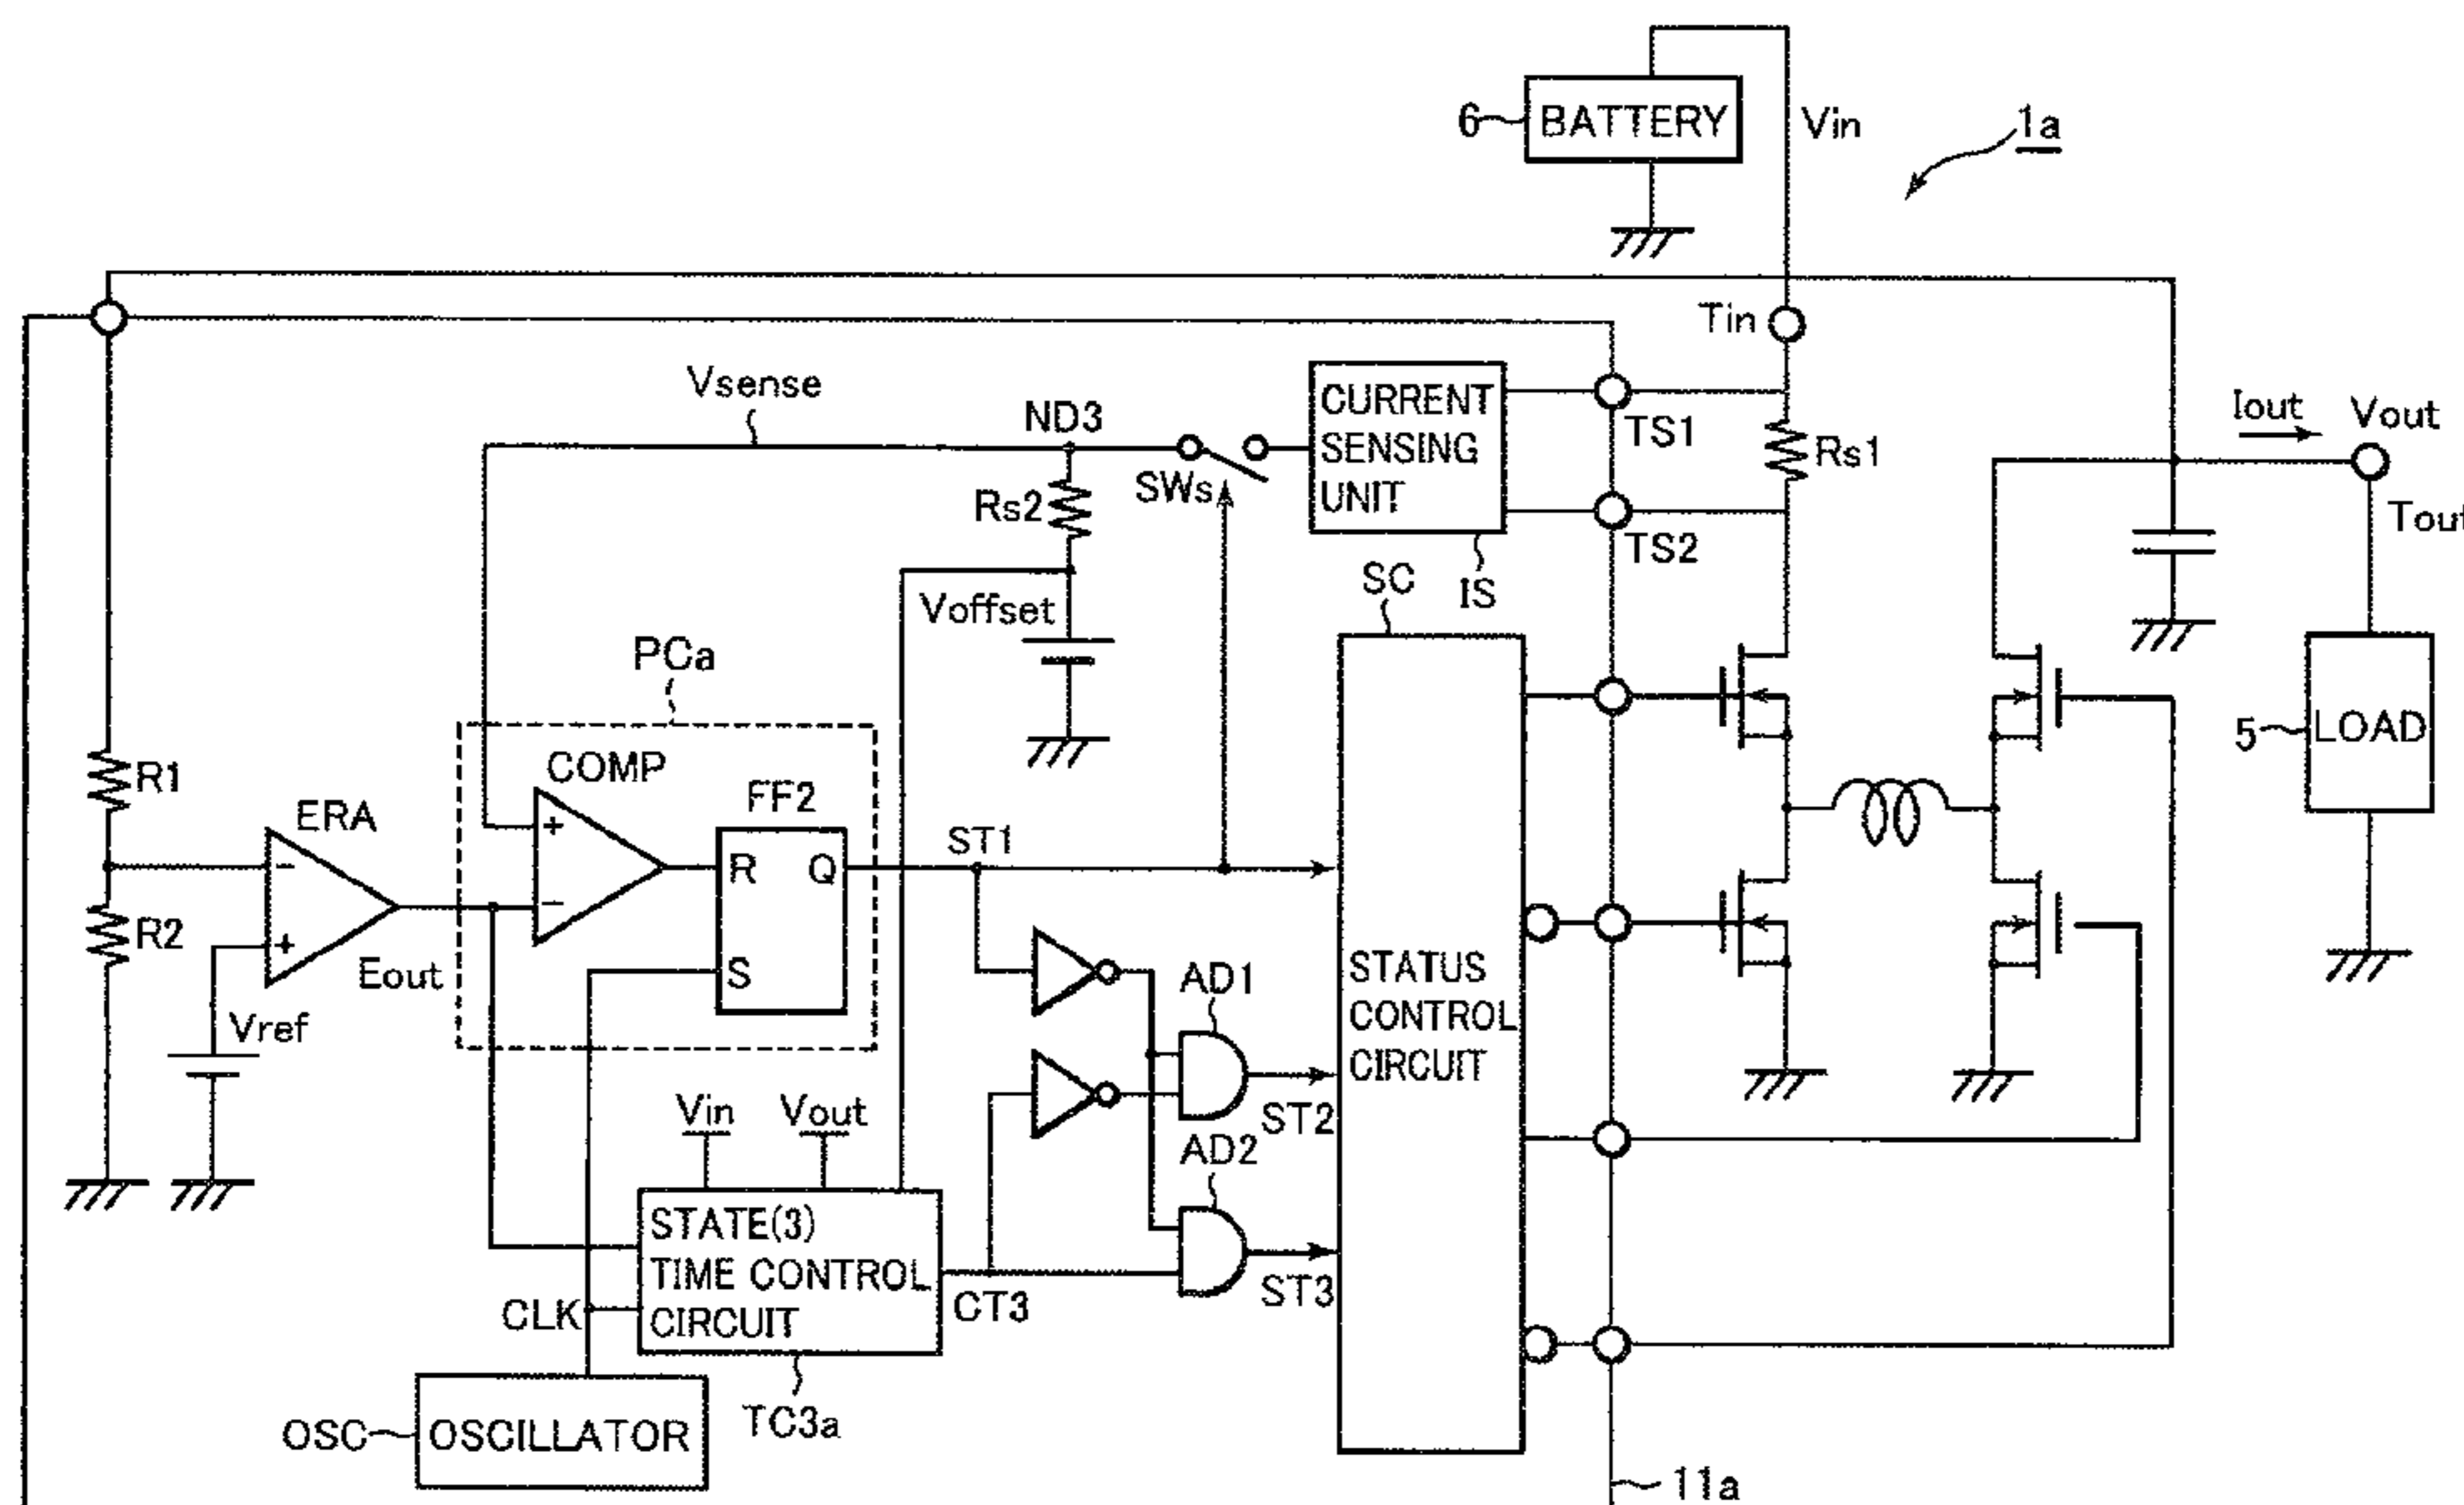 6
BATTERY
Vin
1a
Tin
Vsense
ND3
SWs
CURRENT
SENSING
UNIT
TS1
Rs1
Iout
Vout
Rs2
TS2
SC
IS
Voffset
PCa
COMP
FF2
R1
ERA
+
-
R
Q
S
ST1
-
+
R2
Eout
Vref
5
LOAD
STATUS
CONTROL
CIRCUIT
AD1
ST2
AD2
ST3
Vin
Vout
STATE(3)
TIME CONTROL
CIRCUIT
CLK
CT3
TC3a
OSC
OSCILLATOR
11a